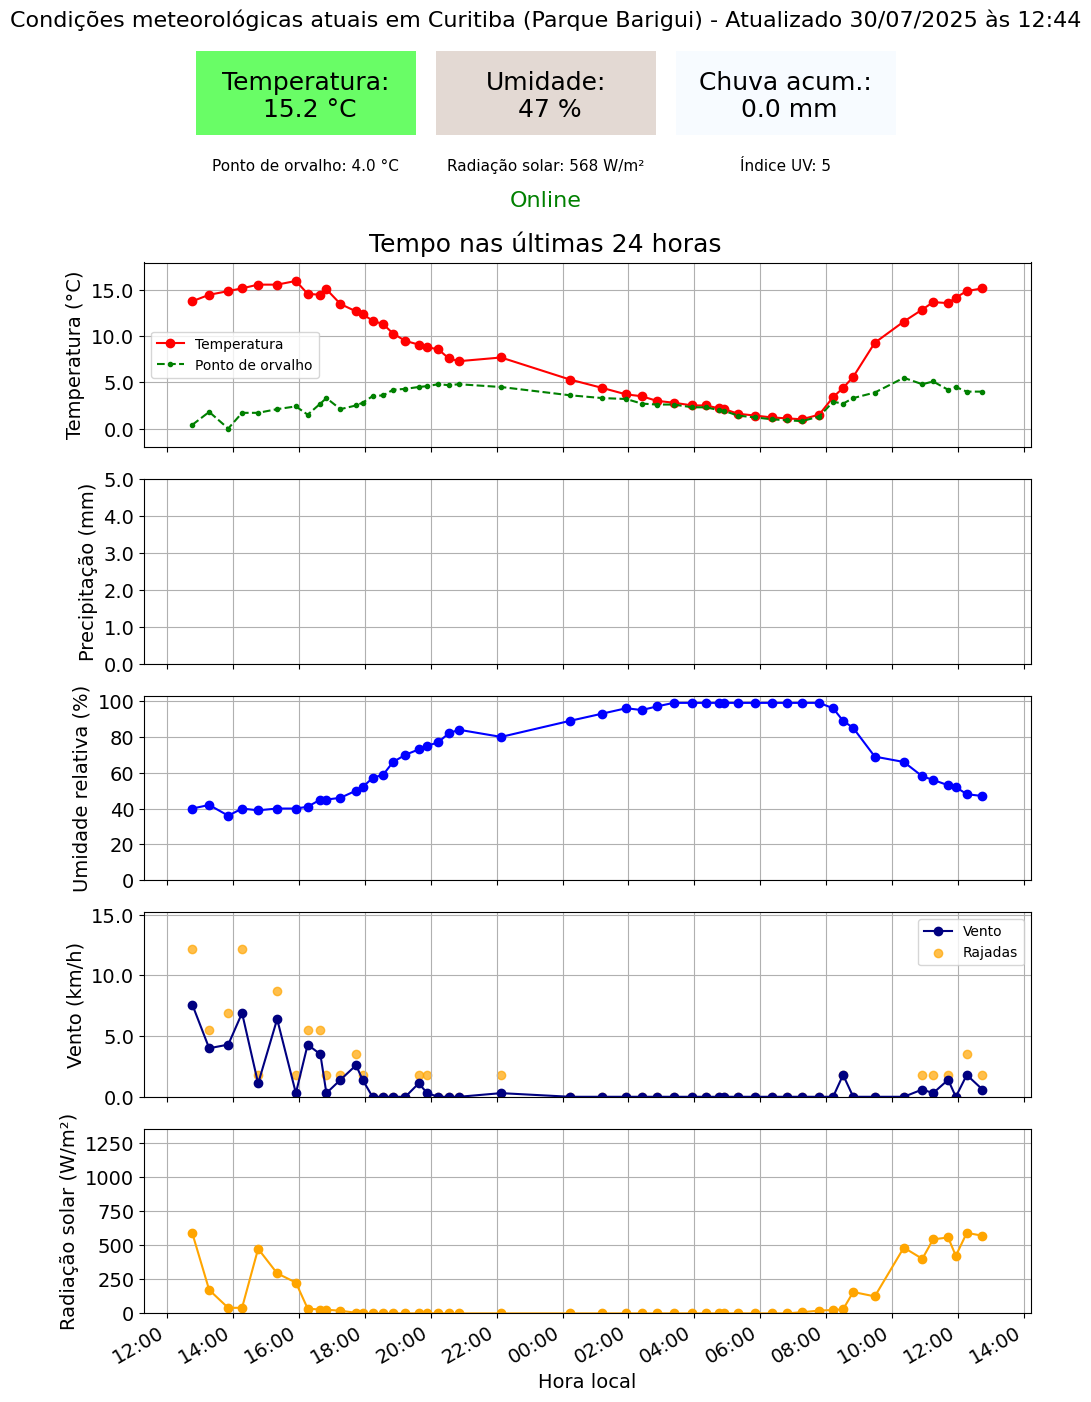 Condições meteorológicas atuais em Curitiba (Parque Barigui) - Atualizado 30/07/2025 às 12:44
Temperatura:
15.2 °C
Umidade:
47 %
Chuva acum.:
0.0 mm
Ponto de orvalho: 4.0 °C
Radiação solar: 568 W/m²
Índice UV: 5
Online
Tempo nas últimas 24 horas
Temperatura (°C)
15.0
10.0
5.0
0.0
Temperatura
Ponto de orvalho
Precipitação (mm)
5.0
4.0
3.0
2.0
1.0
0.0
Umidade relativa (%)
100
80
60
40
20
0
Vento (km/h)
15.0
10.0
5.0
0.0
Vento
Rajadas
Radiação solar (W/m²)
1250
1000
750
500
250
0
12:00
14:00
16:00
18:00
20:00
22:00
00:00
02:00
04:00
06:00
08:00
10:00
12:00
14:00
Hora local